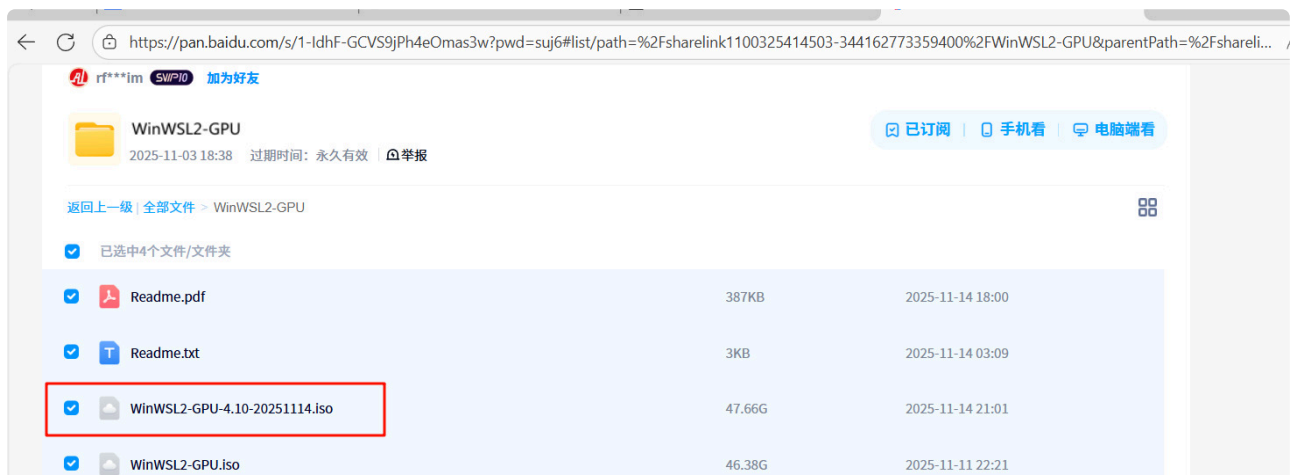 https://pan.baidu.com/s/1-IdhF-GCVS9jPh4eOmas3w?pwd=suj6#list/path=%2Fsharelink1100325414503-344162773359400%2FWinWSL2-GPU&parentPath=%2Fshareli...
rf***im SVIP10 加为好友
WinWSL2-GPU
已订阅 手机看 电脑端看
2025-11-03 18:38 过期时间：永久有效 举报
返回上一级 | 全部文件 > WinWSL2-GPU
已选中4个文件/文件夹
Readme.pdf 387KB 2025-11-14 18:00
Readme.txt 3KB 2025-11-14 03:09
WinWSL2-GPU-4.10-20251114.iso 47.66G 2025-11-14 21:01
WinWSL2-GPU.iso 46.38G 2025-11-11 22:21